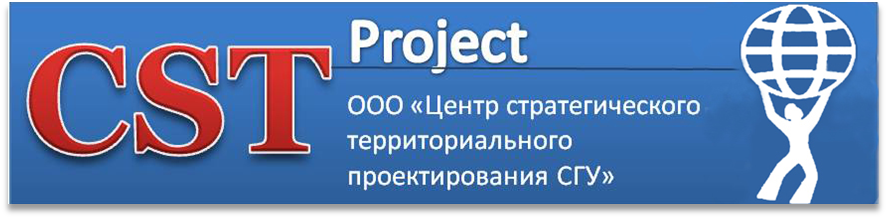 CST
Project
ООО «Центр стратегического
территориального
проектирования СГУ»